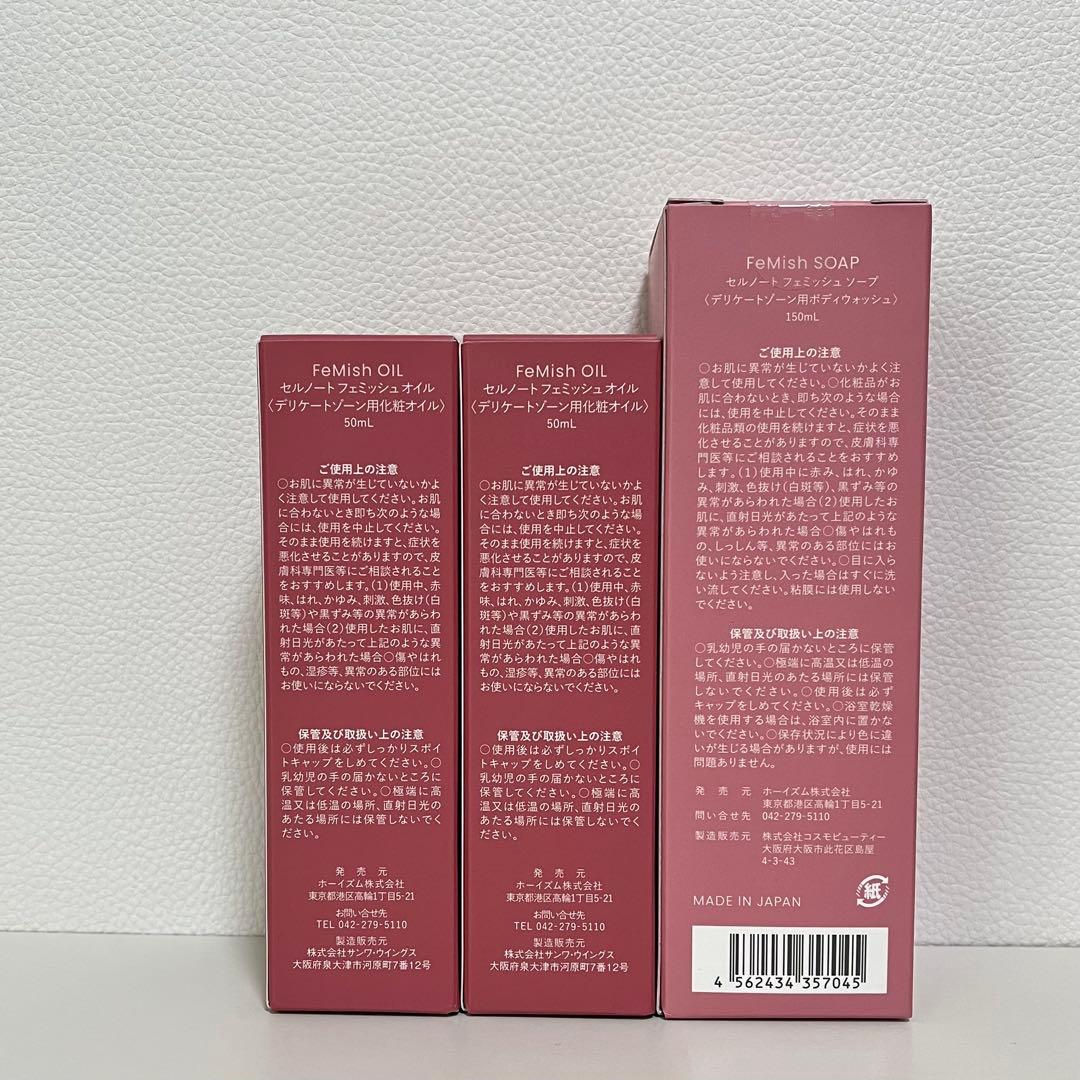 FeMish OIL
セルノート フェミッシュ オイル
〈デリケートゾーン用化粧オイル〉
50mL
ご使用上の注意
○お肌に異常が生じていないかよ
く注意して使用してください。お肌
に合わないとき即ち次のような場
合には、使用を中止してください。
そのまま使用を続けますと、症状を
悪化させることがありますので、皮
膚科専門医等にご相談されること
をおすすめします。(1)使用中、赤
味、はれ、かゆみ、刺激、色抜け(白
斑等)や黒ずみ等の異常があらわ
れた場合(2)使用したお肌に、直
射日光があたって上記のような異
常があらわれた場合○傷やはれ
もの、湿疹等、異常のある部位には
お使いにならないでください。
保管及び取扱い上の注意
○使用後は必ずしっかりスポイ
トキャップをしめてください。○
乳幼児の手の届かないところに
保管してください。○極端に高
温又は低温の場所、直射日光の
あたる場所には保管しないでく
ださい。
発売元
ホーイズム株式会社
東京都港区高輪1丁目5-21
お問い合せ先
TEL 042-279-5110
製造販売元
株式会社サンワ・ウイングス
大阪府泉大津市河原町7番12号
FeMish OIL
セルノート フェミッシュ オイル
〈デリケートゾーン用化粧オイル〉
50mL
ご使用上の注意
○お肌に異常が生じていないかよ
く注意して使用してください。お肌
に合わないとき即ち次のような場
合には、使用を中止してください。
そのまま使用を続けますと、症状を
悪化させることがありますので、皮
膚科専門医等にご相談されること
をおすすめします。(1)使用中、赤
味、はれ、かゆみ、刺激、色抜け(白
斑等)や黒ずみ等の異常があらわ
れた場合(2)使用したお肌に、直
射日光があたって上記のような異
常があらわれた場合○傷やはれ
もの、湿疹等、異常のある部位には
お使いにならないでください。
保管及び取扱い上の注意
○使用後は必ずしっかりスポイ
トキャップをしめてください。○
乳幼児の手の届かないところに
保管してください。○極端に高
温又は低温の場所、直射日光の
あたる場所には保管しないでく
ださい。
発売元
ホーイズム株式会社
東京都港区高輪1丁目5-21
お問い合せ先
TEL 042-279-5110
製造販売元
株式会社サンワ・ウイングス
大阪府泉大津市河原町7番12号
FeMish SOAP
セルノート フェミッシュ ソープ
〈デリケートゾーン用ボディウォッシュ〉
150mL
ご使用上の注意
○お肌に異常が生じていないかよく注
意して使用してください。○化粧品がお
肌に合わないとき、即ち次のような場合
には、使用を中止してください。そのまま
化粧品類の使用を続けますと、症状を悪
化させることがありますので、皮膚科専
門医等にご相談されることをおすすめ
します。(1)使用中に赤み、はれ、かゆ
み、刺激、色抜け(白斑等)、黒ずみ等の
異常があらわれた場合(2)使用したお
肌に、直射日光があたって上記のような
異常があらわれた場合○傷やはれも
の、しっしん等、異常のある部位にはお
使いにならないでください。○目に入ら
ないよう注意し、入った場合はすぐに洗
い流してください。粘膜には使用しない
でください。
保管及び取扱い上の注意
○乳幼児の手の届かないところに保管
してください。○極端に高温又は低温の
場所、直射日光のあたる場所には保管
しないでください。○使用後は必ず
キャップをしめてください。○浴室乾燥
機を使用する場合は、浴室内に置かな
いでください。○保存状況により色に違
いが生じる場合がありますが、使用には
問題ありません。
発売元 ホーイズム株式会社
東京都港区高輪1丁目5-21
問い合せ先 042-279-5110
製造販売元 株式会社コスモビューティー
大阪府大阪市此花区島屋
4-3-43
紙
MADE IN JAPAN
4 562434 357045